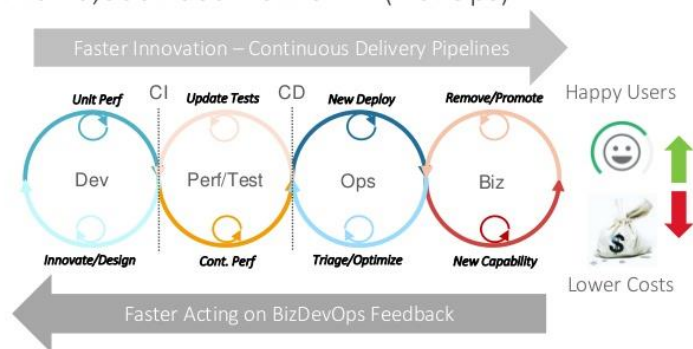 Faster Innovation – Continuous Delivery Pipelines
Unit Perf
CI
Update Tests
CD
New Deploy
Remove/Promote
Happy Users
Dev
Perf/Test
Ops
Biz
$
Innovate/Design
Cont. Perf
Triage/Optimize
New Capability
Lower Costs
Faster Acting on BizDevOps Feedback